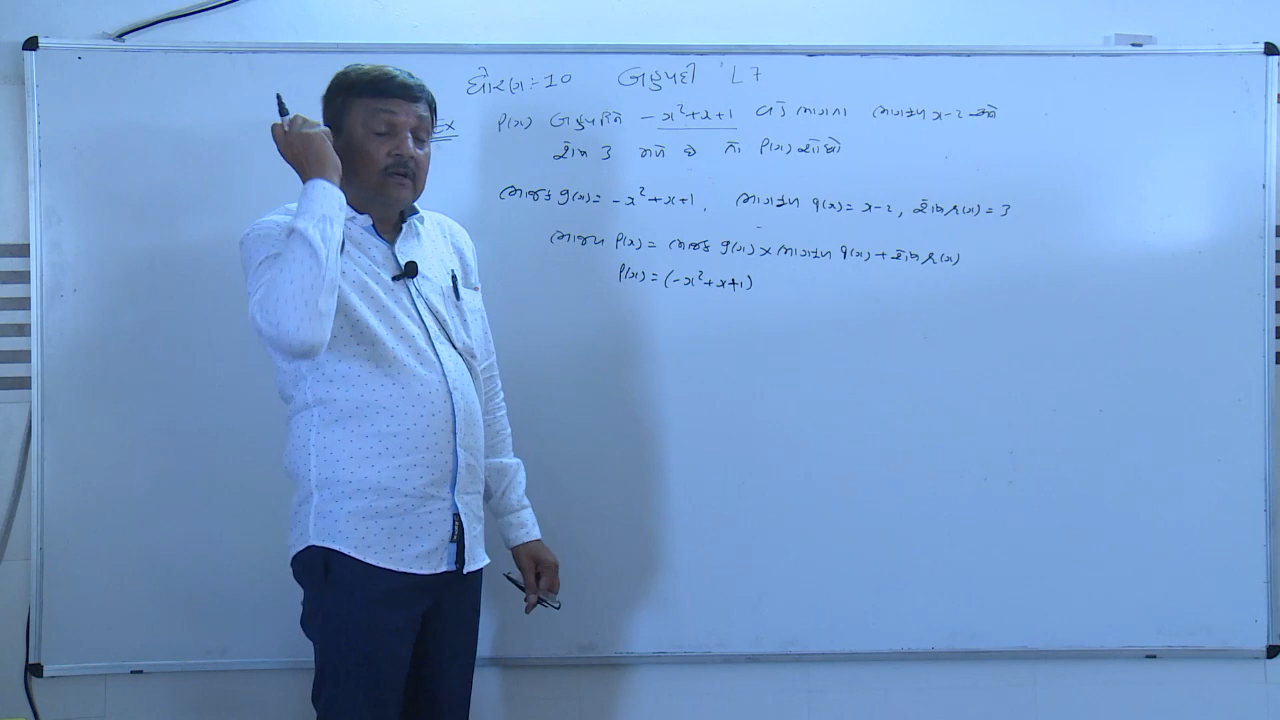 ધોરણ:- 10 બહુપદી L 7
Ex P(x) બહુપદીને -x²+x+1 વડે ભાગતા ભાગફળ x-2 અને
શેષ 3 મળે છે તો P(x) શોધો
ભાજક g(x) = -x²+x+1, ભાગફળ q(x) = x-2, શેષ r(x) = 3
ભાજ્ય P(x) = ભાજક g(x) × ભાગફળ q(x) + શેષ r(x)
P(x) = (-x²+x+1)